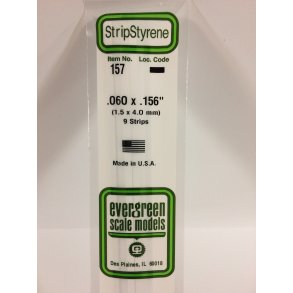 StripStyrene
Item No. Loc. Code
157
.060 x .156"
(1.5 x 4.0 mm)
9 Strips
Made in U.S.A.
evergreen
scale models
Des Plaines, IL 60018